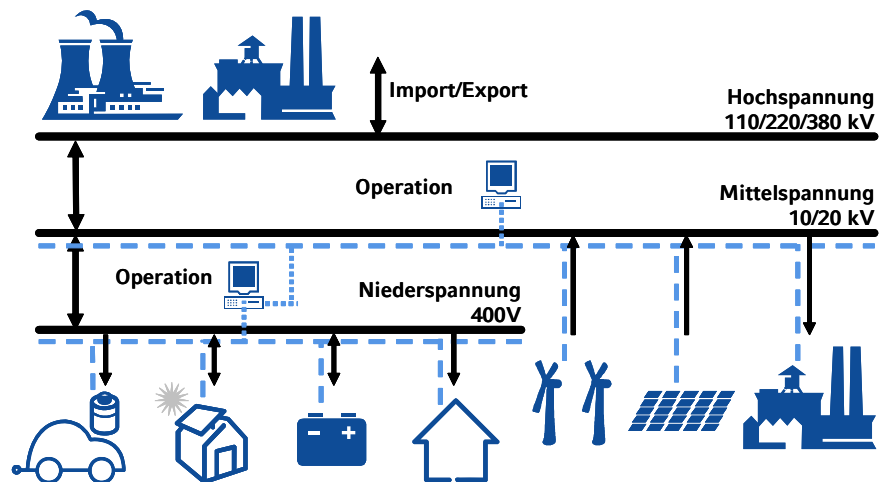 Import/Export
Hochspannung
110/220/380 kV
Operation
Mittelspannung
10/20 kV
Operation
Niederspannung
400V